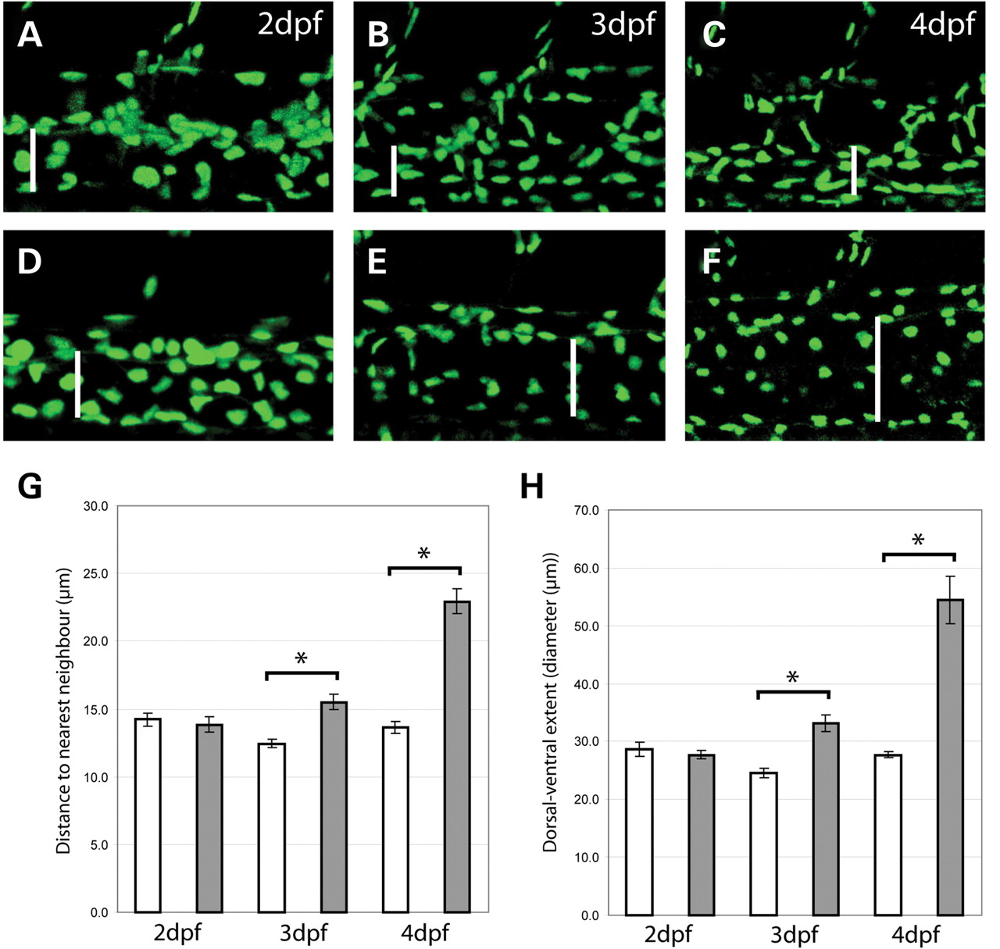 A 2dpf
B 3dpf
C 4dpf
D
E
F
G
30.0
25.0
20.0
15.0
10.0
5.0
0.0
Distance to nearest neighbour (µm)
*
*
2dpf 3dpf 4dpf
H
70.0
60.0
50.0
40.0
30.0
20.0
10.0
0.0
Dorsal-ventral extent (diameter (µm))
*
*
2dpf 3dpf 4dpf